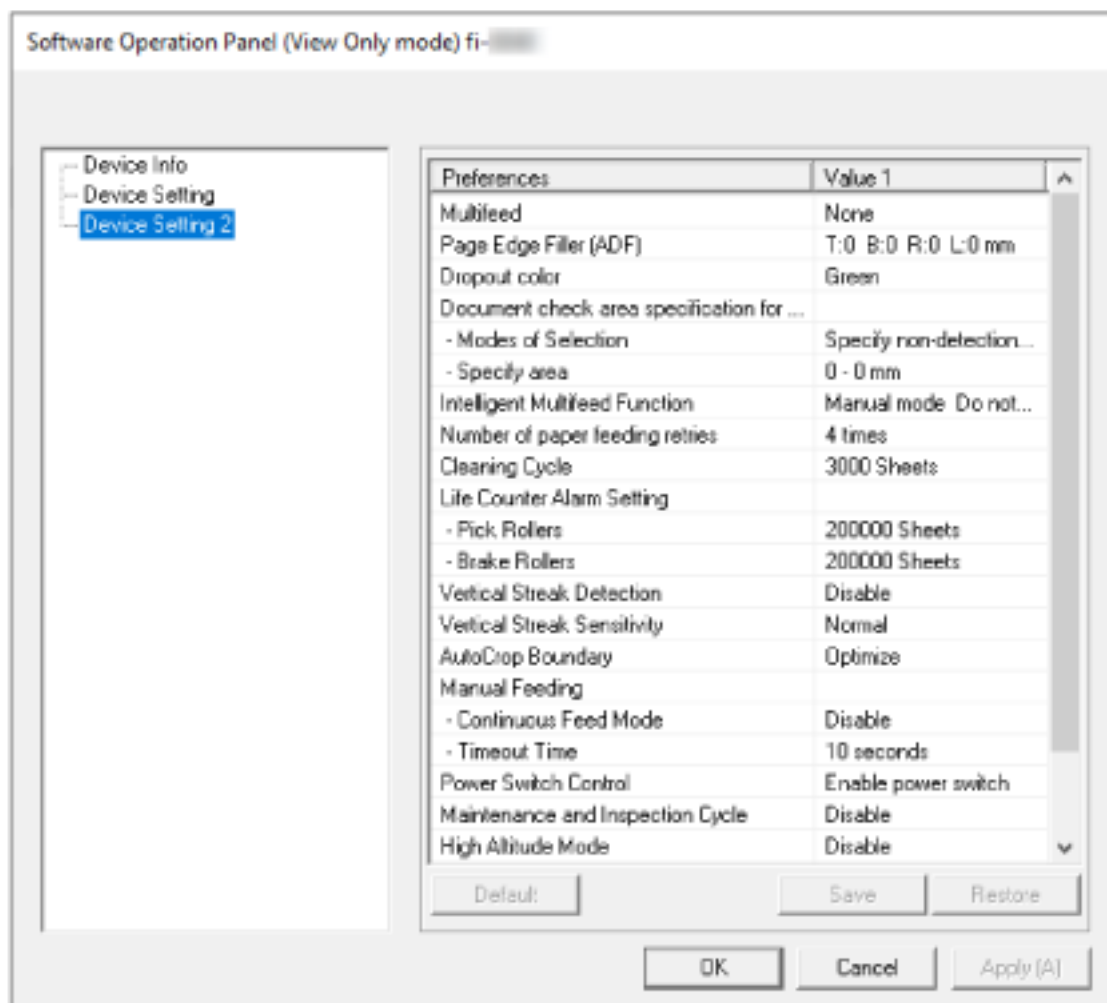 Software Operation Panel (View Only mode) fi-
Device Info
Device Setting
Device Setting 2
Preferences Value 1
Multifeed None
Page Edge Filler (ADF) T:0 B:0 R:0 L:0 mm
Dropout color Green
Document check area specification for ...
- Modes of Selection Specify non-detection...
- Specify area 0 - 0 mm
Intelligent Multifeed Function Manual mode Do not...
Number of paper feeding retries 4 times
Cleaning Cycle 3000 Sheets
Life Counter Alarm Setting
- Pick Rollers 200000 Sheets
- Brake Rollers 200000 Sheets
Vertical Streak Detection Disable
Vertical Streak Sensitivity Normal
AutoCrop Boundary Optimize
Manual Feeding
- Continuous Feed Mode Disable
- Timeout Time 10 seconds
Power Switch Control Enable power switch
Maintenance and Inspection Cycle Disable
High Altitude Mode Disable
Default Save Restore
OK Cancel Apply (A)